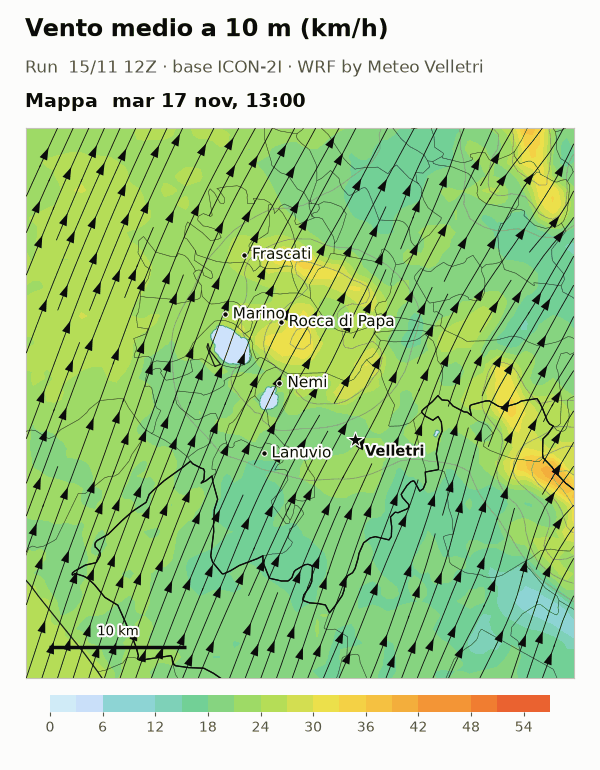 Vento medio a 10 m (km/h)
Run  15/11 12Z · base ICON-2I · WRF by Meteo Velletri
Mappa  mar 17 nov, 13:00
Frascati
Marino
Rocca di Papa
Nemi
Velletri
Lanuvio
10 km
0 6 12 18 24 30 36 42 48 54